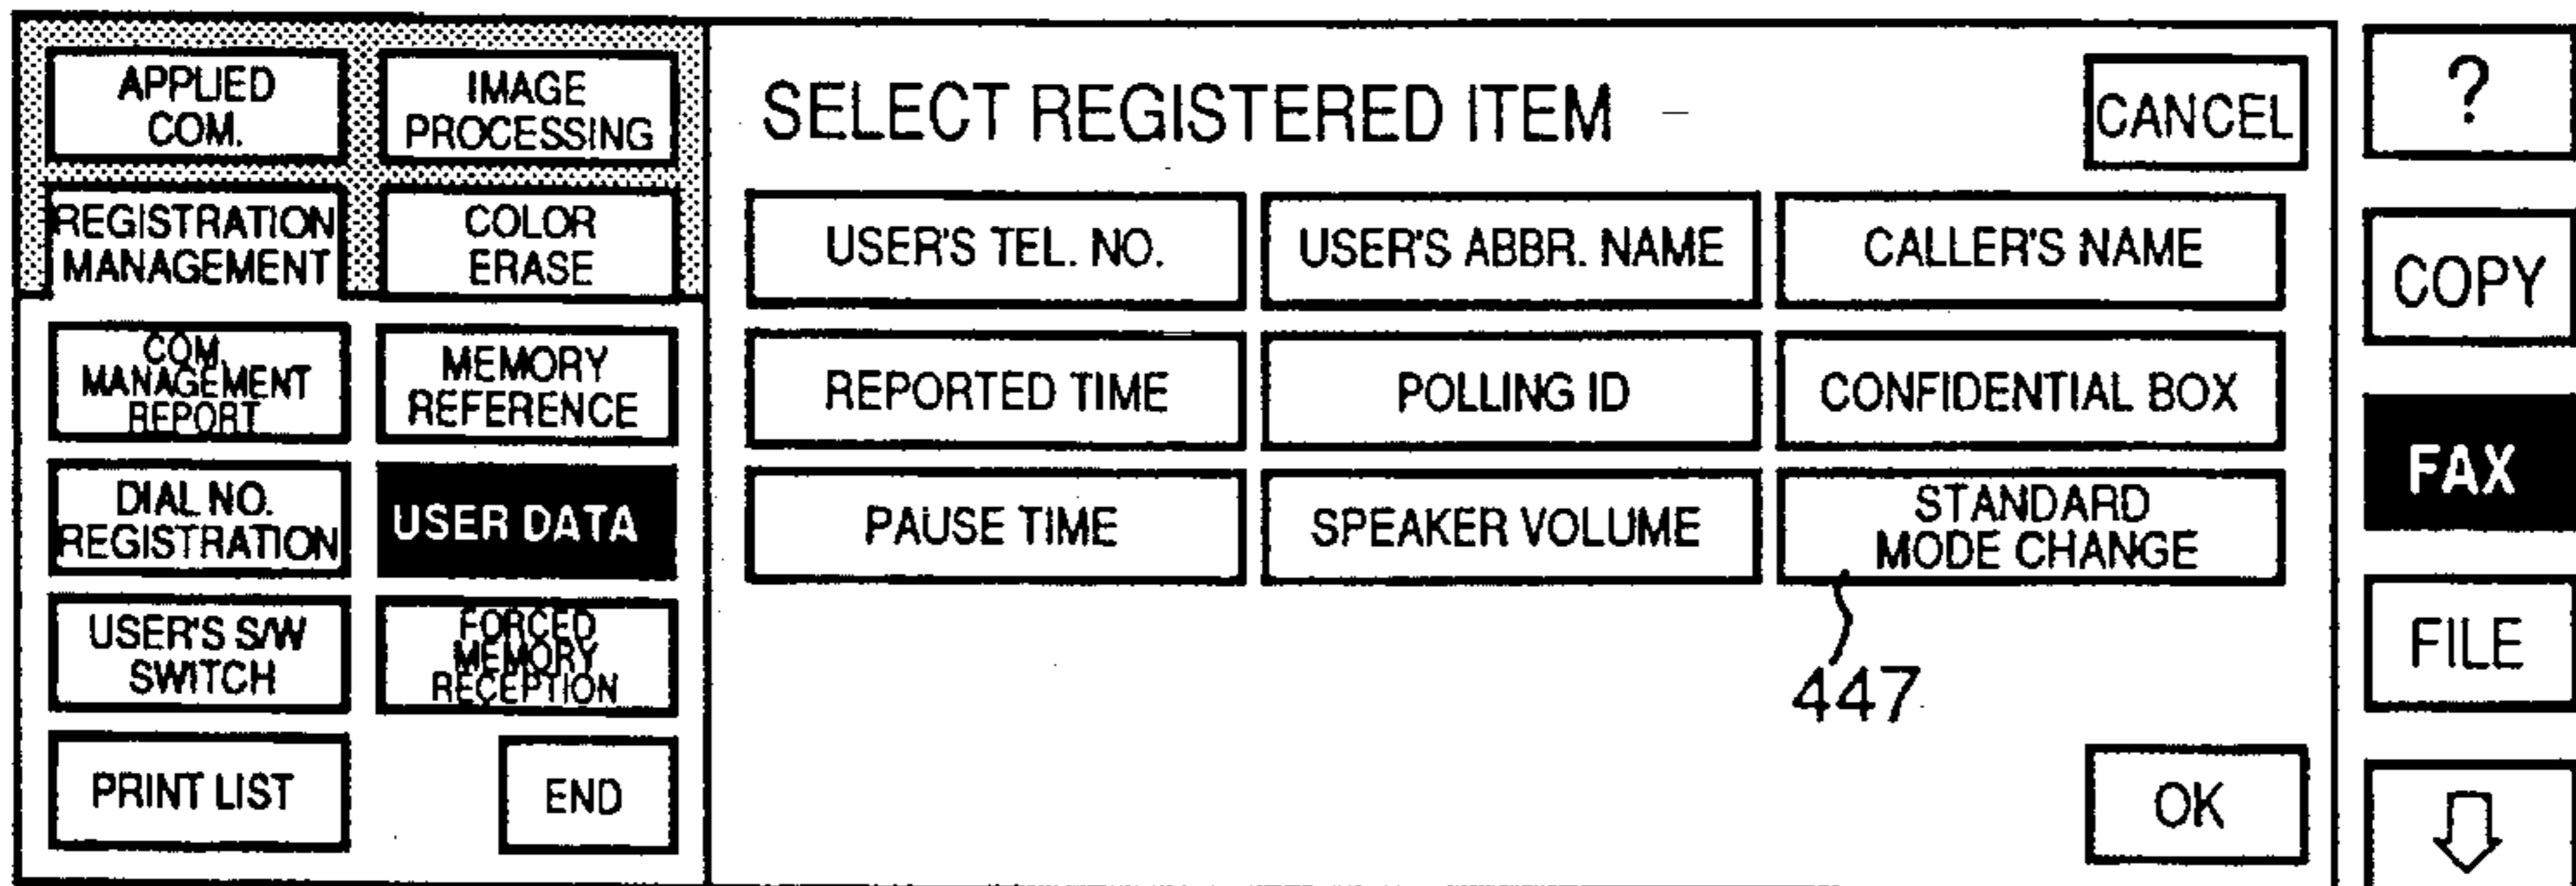 APPLIED
COM.
IMAGE
PROCESSING
REGISTRATION
MANAGEMENT
COLOR
ERASE
COM.
MANAGEMENT
REPORT
MEMORY
REFERENCE
DIAL NO.
REGISTRATION
USER DATA
USER'S S/W
SWITCH
FORCED
MEMORY
RECEPTION
PRINT LIST
END
SELECT REGISTERED ITEM
CANCEL
USER'S TEL. NO.
USER'S ABBR. NAME
CALLER'S NAME
REPORTED TIME
POLLING ID
CONFIDENTIAL BOX
PAUSE TIME
SPEAKER VOLUME
STANDARD
MODE CHANGE
447
OK
?
COPY
FAX
FILE